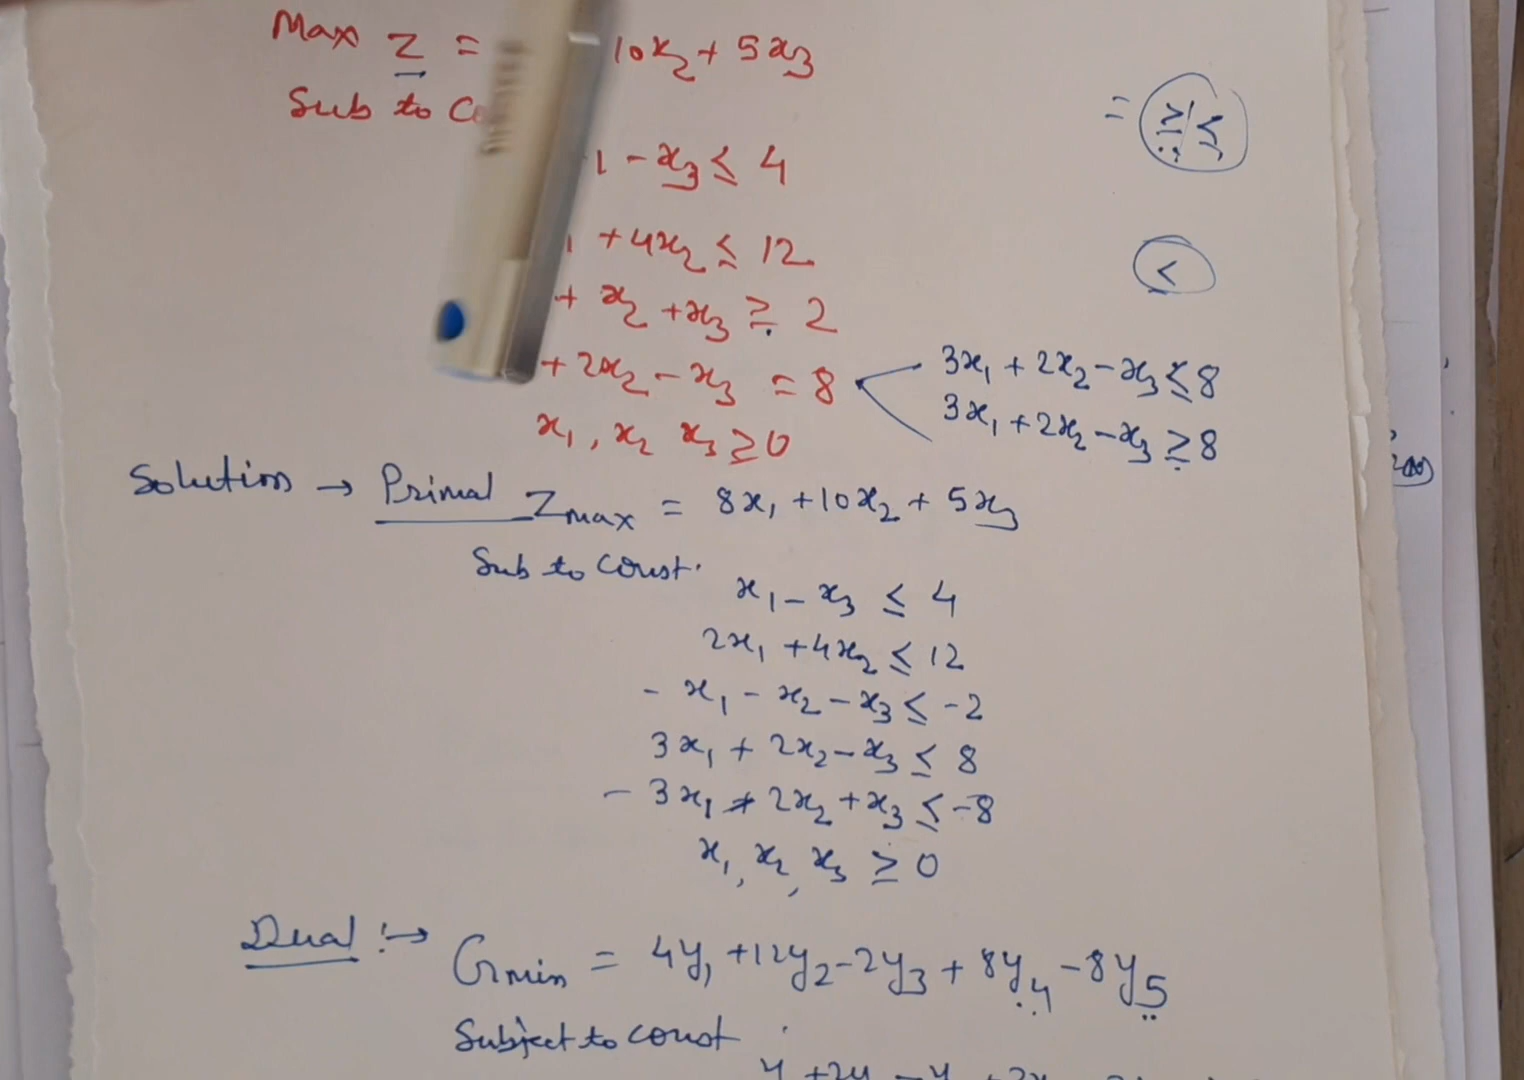 Max Z = 10x₂ + 5x₃
Sub to
- x₃ ≤ 4
+ 4x₂ ≤ 12
+ x₂ + x₃ ≥ 2
+ 2x₂ - x₃ = 8
x₁, x₂ x₃ ≥ 0
= ≥/≤
<
3x₁ + 2x₂ - x₃ ≤ 8
3x₁ + 2x₂ - x₃ ≥ 8
Solution → Primal Zmax = 8x₁ + 10x₂ + 5x₃
Sub to const.
x₁ - x₃ ≤ 4
2x₁ + 4x₂ ≤ 12
- x₁ - x₂ - x₃ ≤ -2
3x₁ + 2x₂ - x₃ ≤ 8
- 3x₁ - 2x₂ + x₃ ≤ -8
x₁, x₂, x₃ ≥ 0
Dual :→ Gmin = 4y₁ + 12y₂ - 2y₃ + 8y₄ - 8y₅
Subject to const